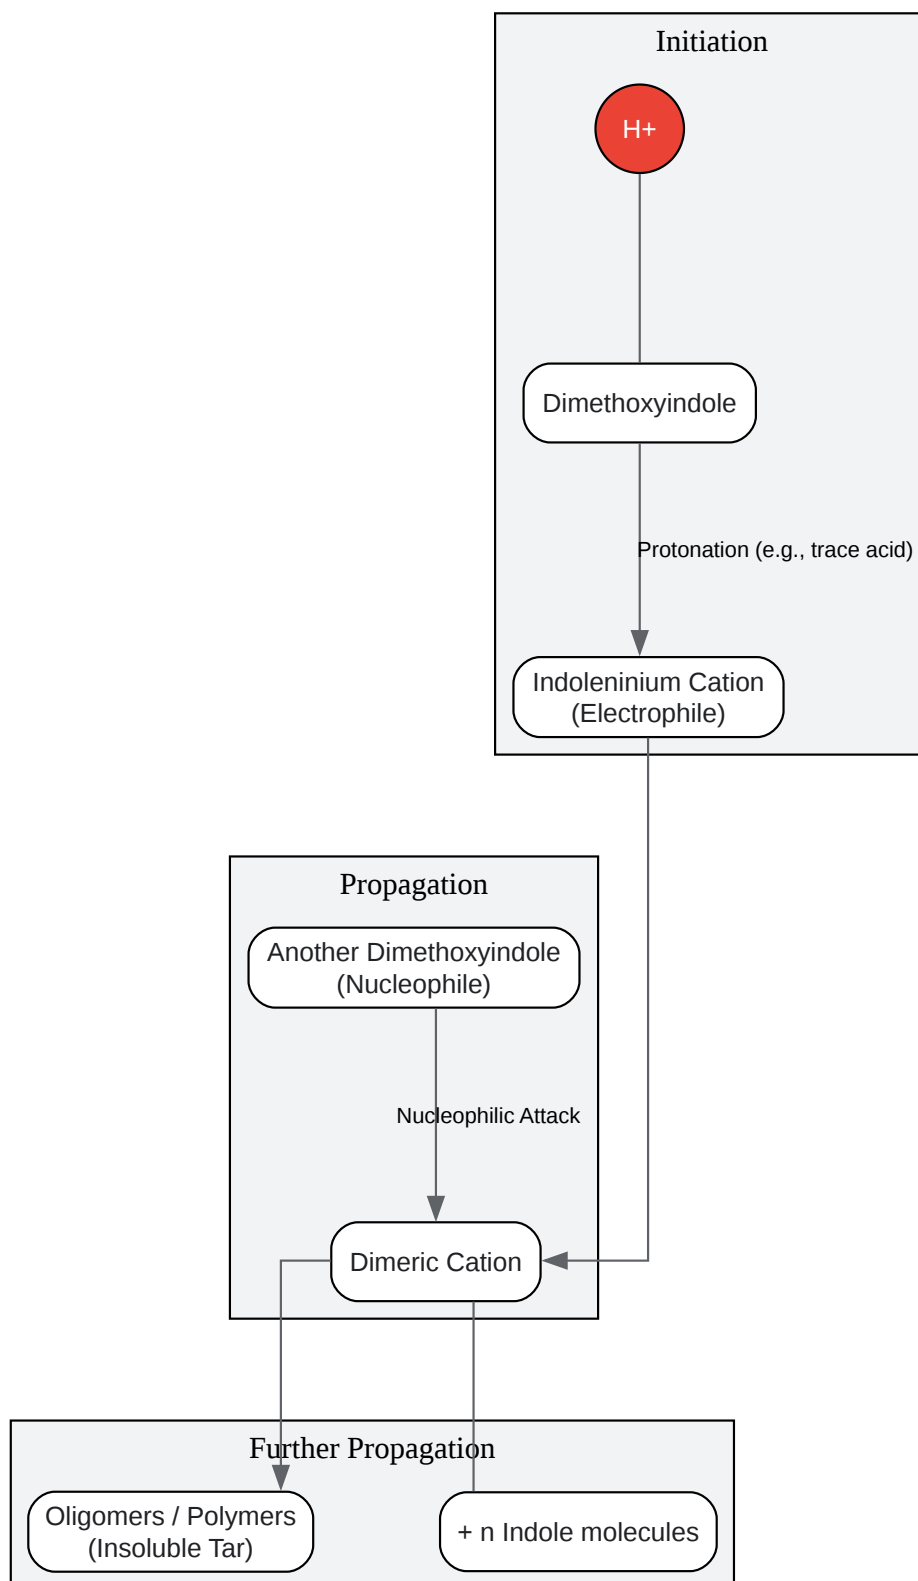 Initiation
H+
Dimethoxyindole
Protonation (e.g., trace acid)
Indoleninium Cation
(Electrophile)
Propagation
Another Dimethoxyindole
(Nucleophile)
Nucleophilic Attack
Dimeric Cation
Further Propagation
Oligomers / Polymers
(Insoluble Tar)
+ n Indole molecules